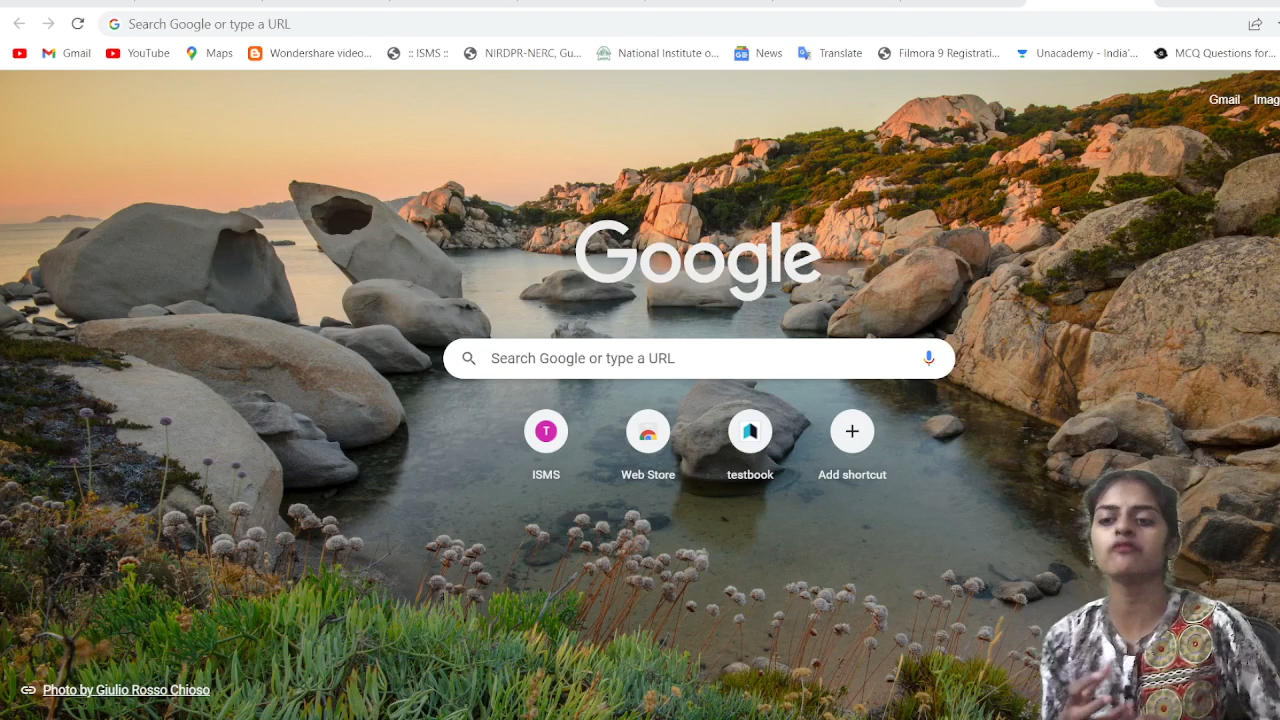 Search Google or type a URL
Gmail YouTube Maps Wondershare video... :: ISMS :: NIRDPR-NERC, Gu... National Institute o... News Translate Filmora 9 Registrati... Unacademy - India'... MCQ Questions for...
Gmail Imag
Google
Search Google or type a URL
T
ISMS Web Store testbook Add shortcut
Photo by Giulio Rosso Chioso